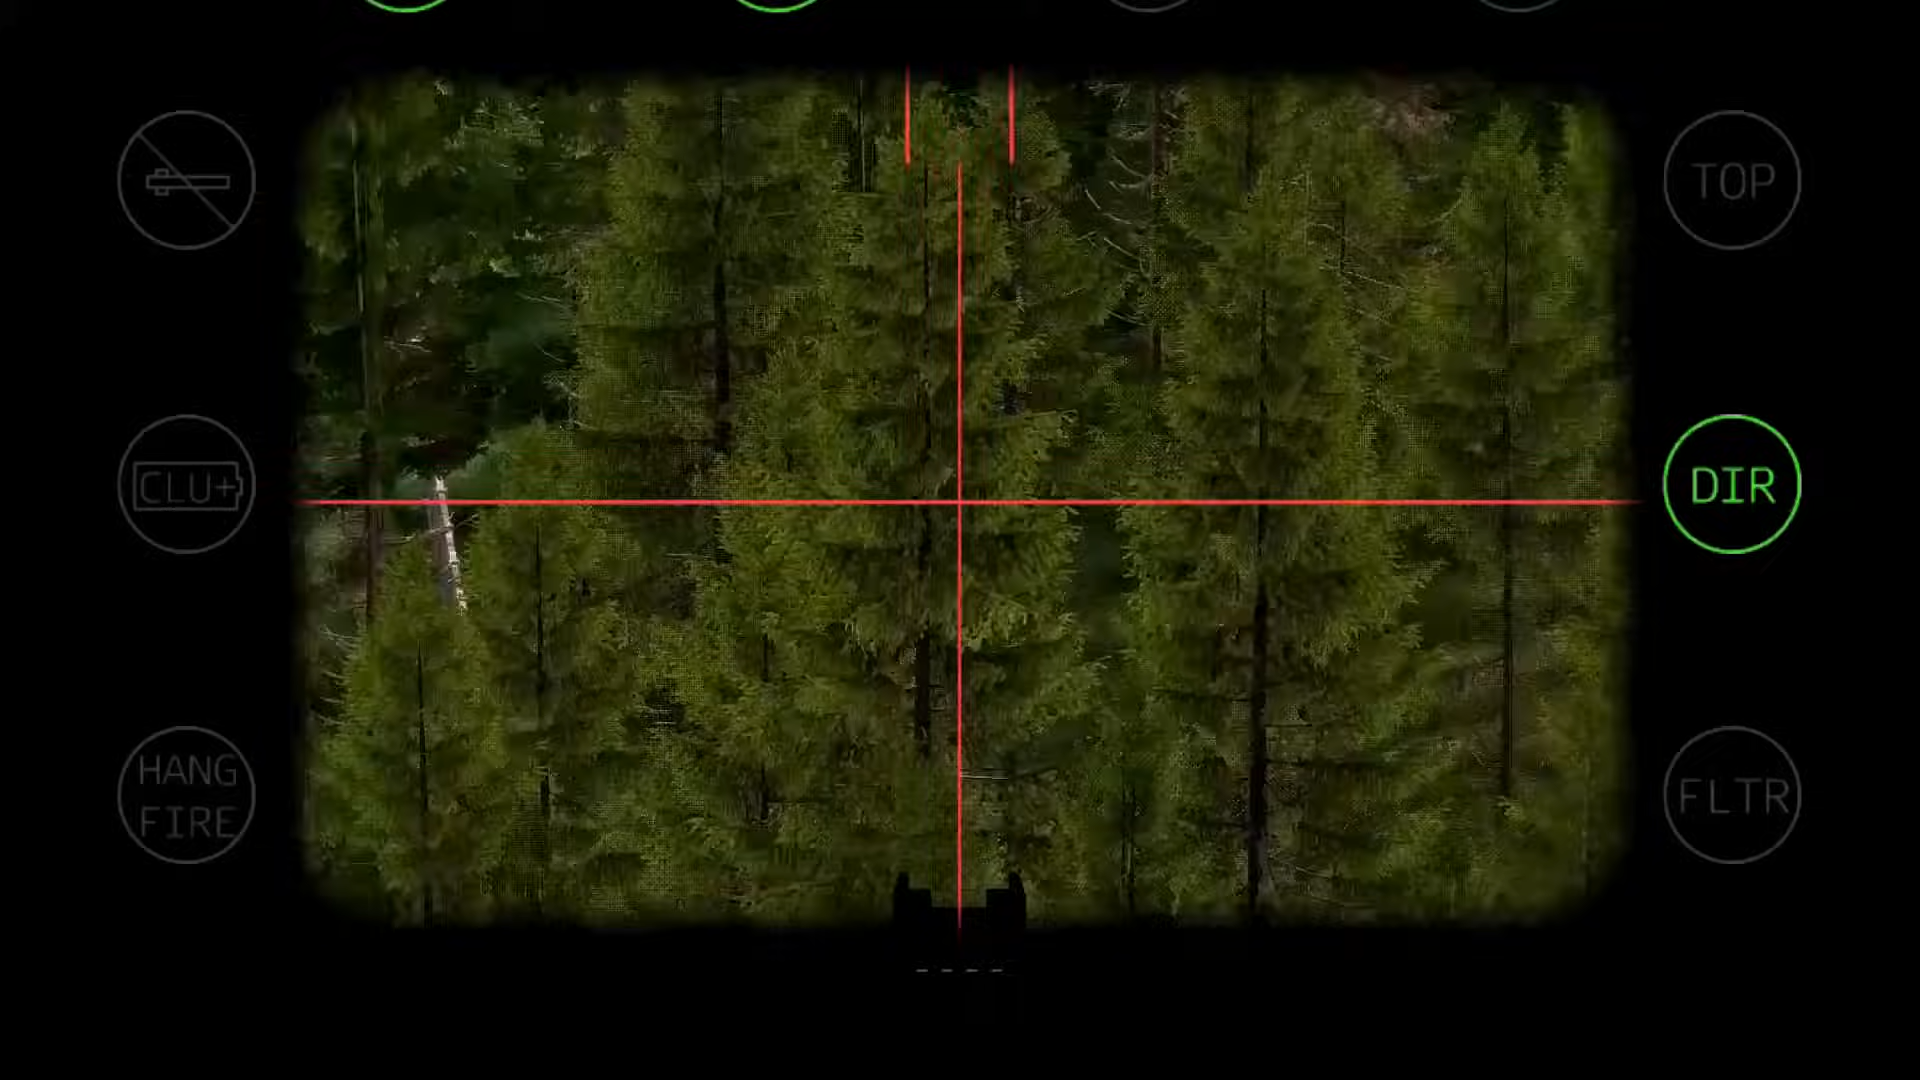 TOP
CLU+
DIR
HANG
FIRE
FLTR
----